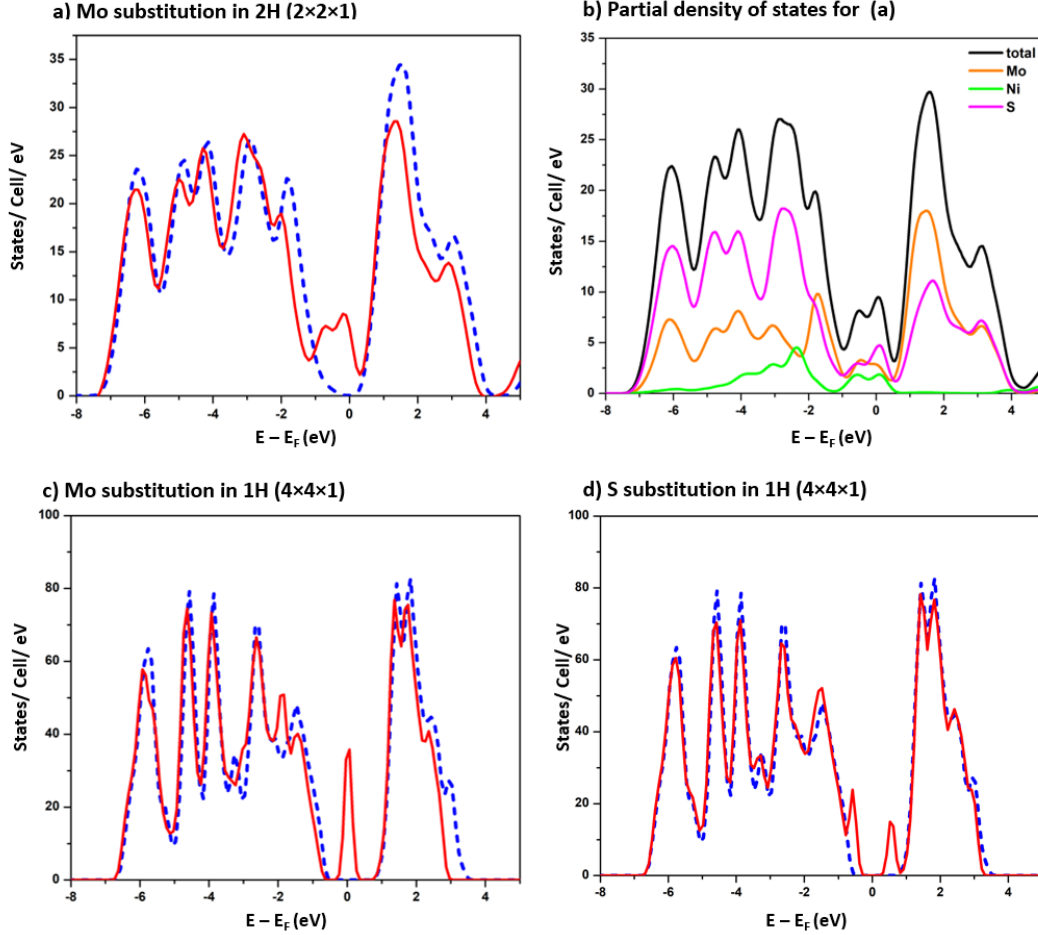 a) Mo substitution in 2H (2×2×1)
b) Partial density of states for (a)
35
30
25
20
15
10
5
0
States/ Cell/ eV
-8 -6 -4 -2 0 2 4
E – EF (eV)
35
30
25
20
15
10
5
0
States/ Cell/ eV
total
Mo
Ni
S
-8 -6 -4 -2 0 2 4
E – EF (eV)
c) Mo substitution in 1H (4×4×1)
d) S substitution in 1H (4×4×1)
100
80
60
40
20
0
States/ Cell/ eV
-8 -6 -4 -2 0 2 4
E – EF (eV)
100
80
60
40
20
0
States/ Cell/ eV
-8 -6 -4 -2 0 2 4
E – EF (eV)